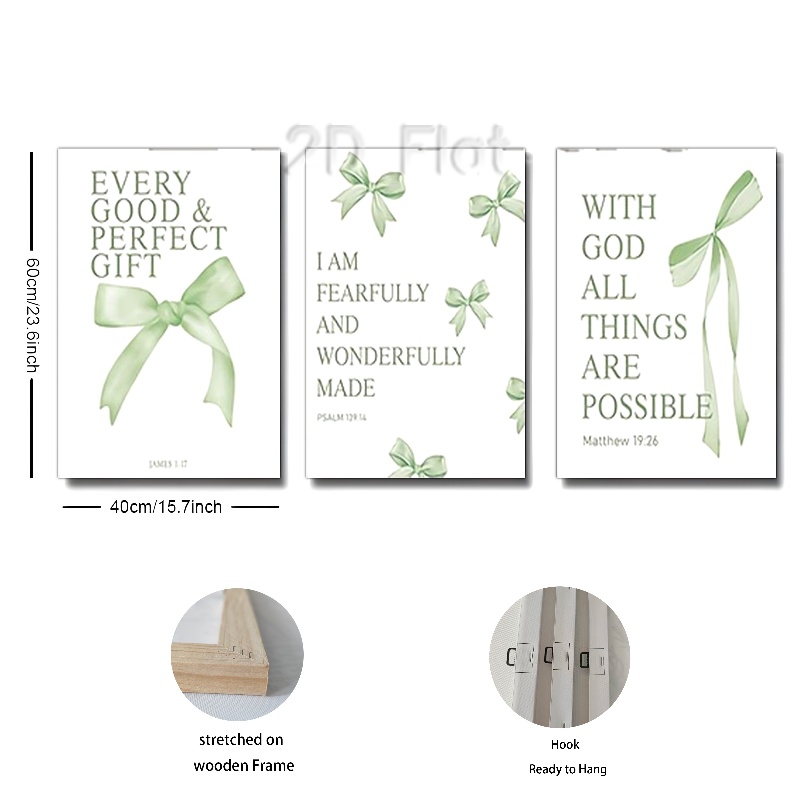 2D Flat
EVERY
GOOD &
PERFECT
GIFT
JAMES 1:17
I AM
FEARFULLY
AND
WONDERFULLY
MADE
PSALM 139:14
WITH
GOD
ALL
THINGS
ARE
POSSIBLE
Matthew 19:26
60cm/23.6inch
40cm/15.7inch
stretched on
wooden Frame
Hook
Ready to Hang